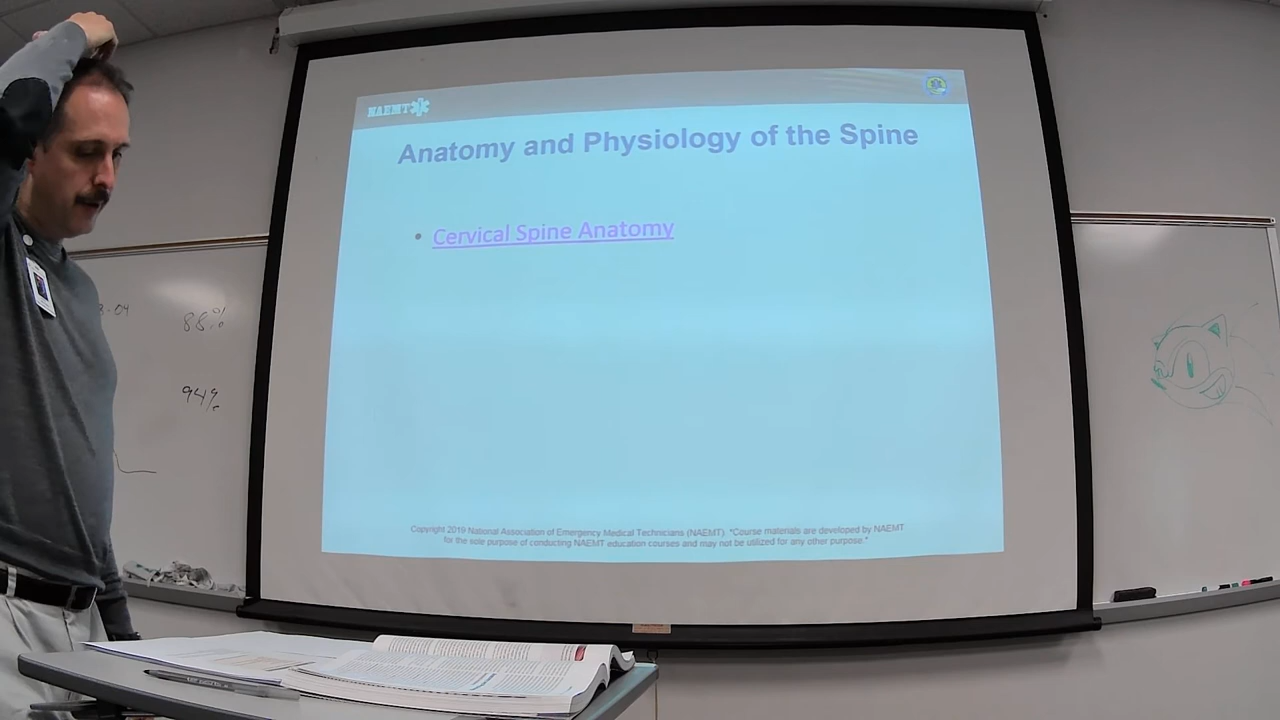 NAEMT
Anatomy and Physiology of the Spine
• Cervical Spine Anatomy
3-04
88%
94%
Copyright 2019 National Association of Emergency Medical Technicians (NAEMT) "Course materials are developed by NAEMT
for the sole purpose of conducting NAEMT education courses and may not be utilized for any other purpose."